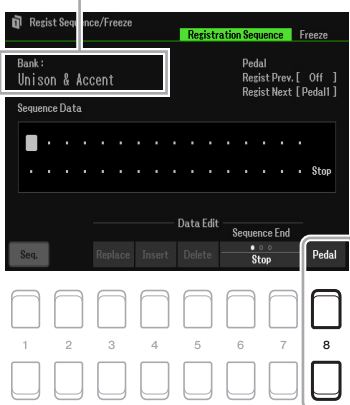 Regist Sequence/Freeze
Registration Sequence Freeze
Bank:
Unison & Accent
Pedal
Regist Prev. [ Off ]
Regist Next [Pedal1]
Sequence Data
Stop
Data Edit
Sequence End
Seq. Replace Insert Delete Stop Pedal
1 2 3 4 5 6 7 8